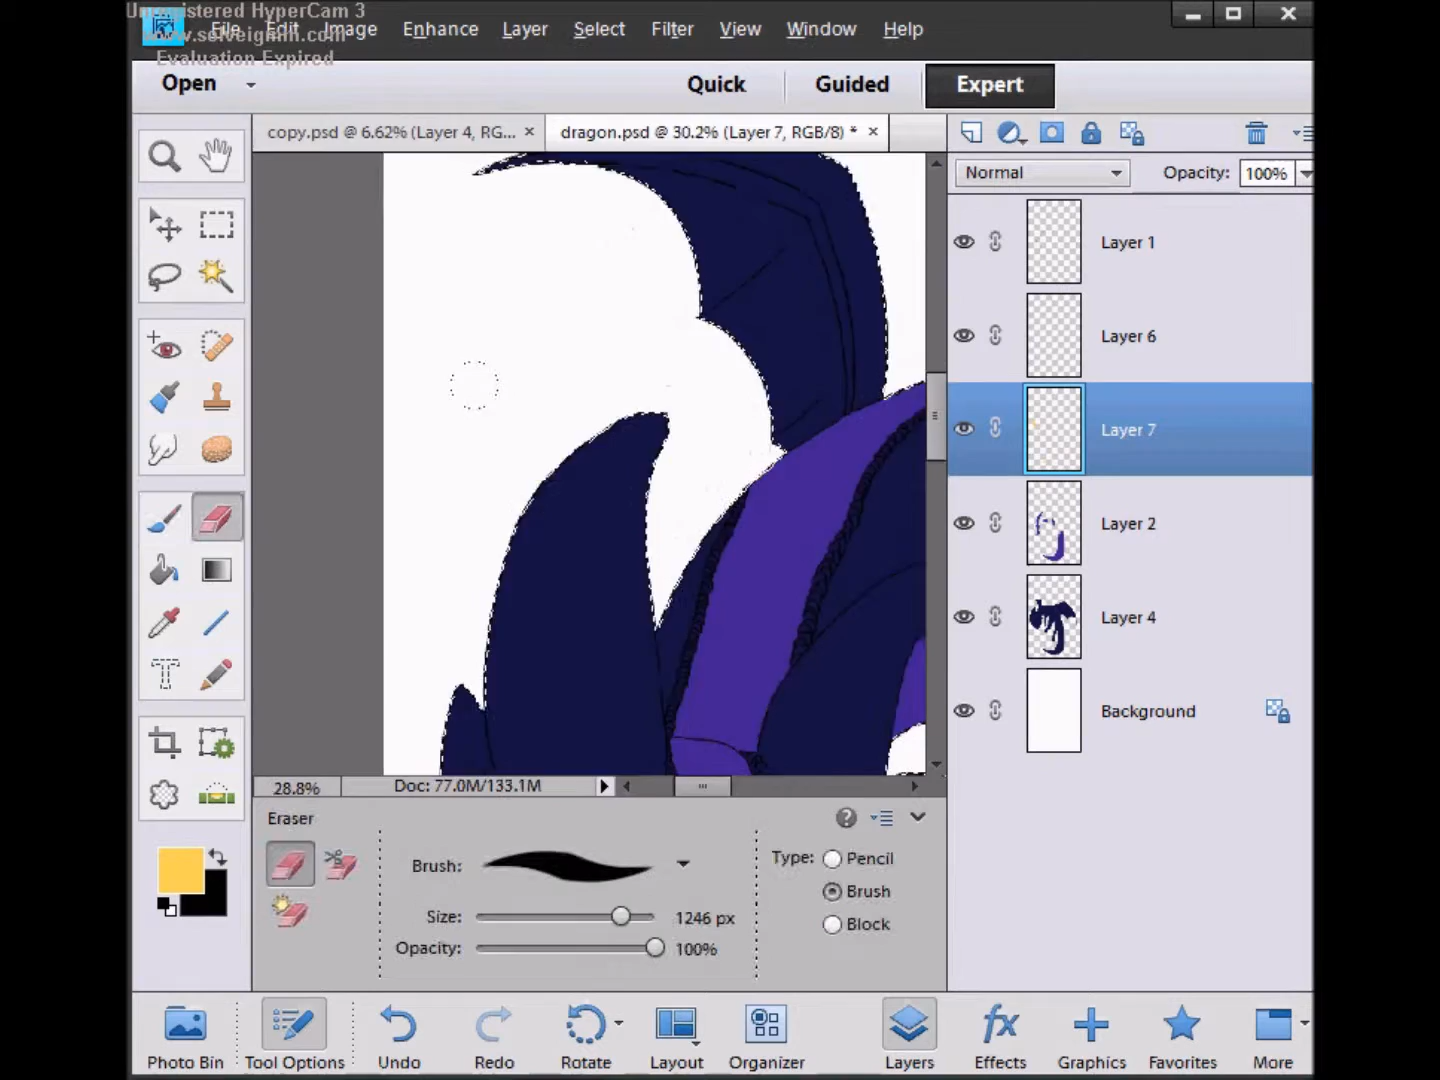 Unregistered HyperCam 3
www.solveigmm.com
Evaluation Expired
File Edit Image Enhance Layer Select Filter View Window Help
Open Quick Guided Expert
copy.psd @ 6.62% (Layer 4, RG... × dragon.psd @ 30.2% (Layer 7, RGB/8) * ×
Normal Opacity: 100%
Layer 1
Layer 6
Layer 7
Layer 2
Layer 4
Background
28.8% Doc: 77.0M/133.1M
Eraser
Brush: Type: Pencil
Brush
Size: 1246 px
Block
Opacity: 100%
Photo Bin Tool Options Undo Redo Rotate Layout Organizer Layers Effects Graphics Favorites More